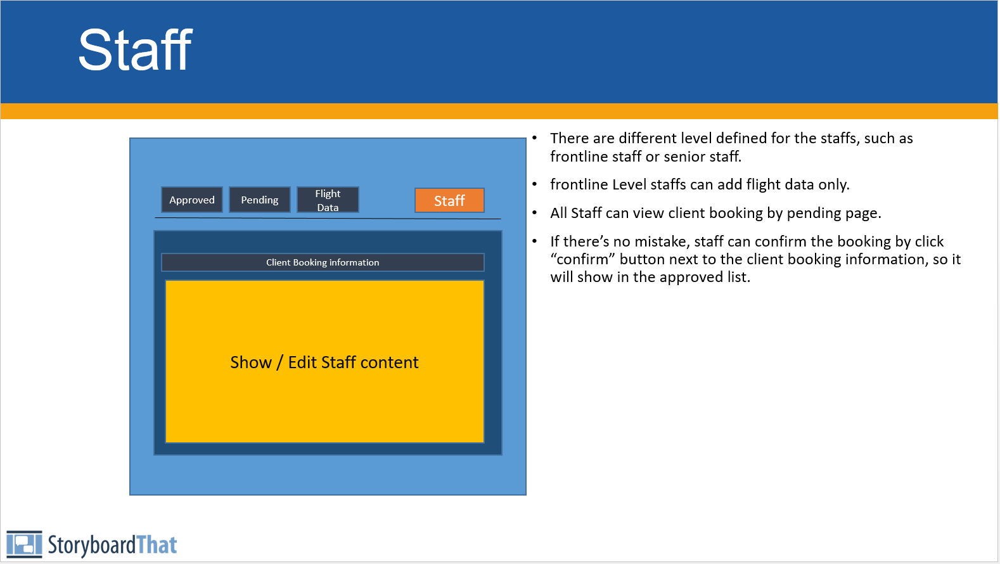 Staff
Approved
Pending
Flight
Data
Staff
Client Booking information
Show / Edit Staff content
• There are different level defined for the staffs, such as
frontline staff or senior staff.
• frontline Level staffs can add flight data only.
• All Staff can view client booking by pending page.
• If there’s no mistake, staff can confirm the booking by click
“confirm” button next to the client booking information, so it
will show in the approved list.
StoryboardThat